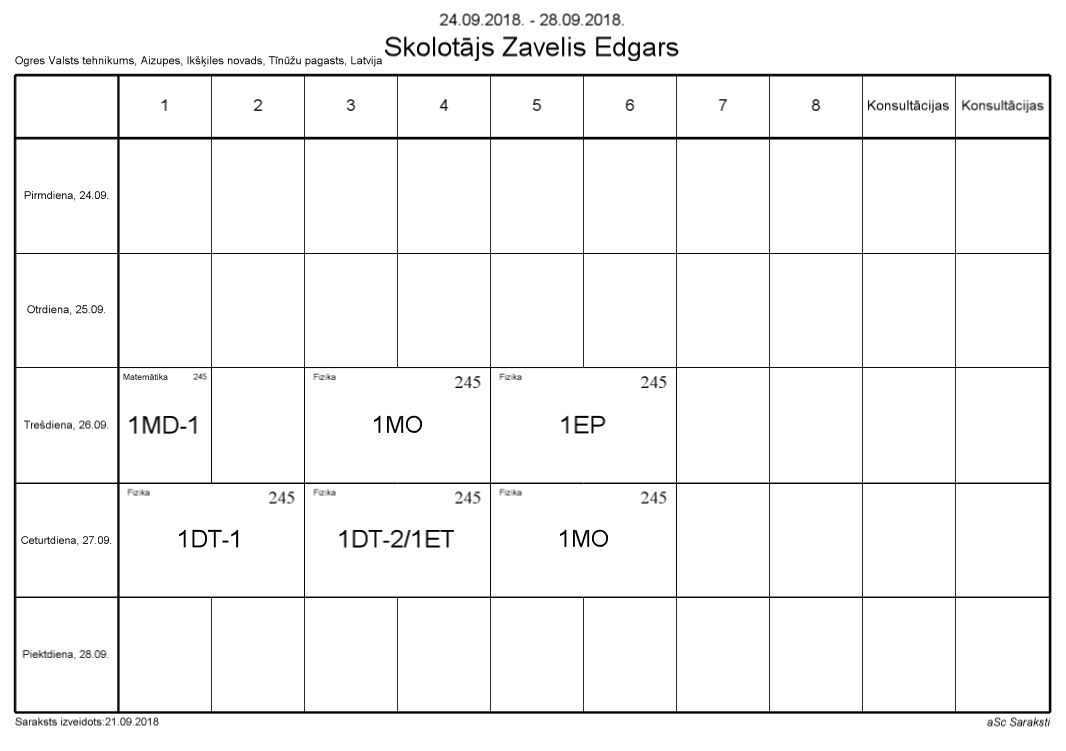 24.09.2018. - 28.09.2018.
Skolotājs Zavelis Edgars
Ogres Valsts tehnikums, Aizupes, Ikšķiles novads, Tīnūžu pagasts, Latvija
1 2 3 4 5 6 7 8 Konsultācijas Konsultācijas
Pirmdiena, 24.09.
Otrdiena, 25.09.
Matemātika 245 Fizika 245 Fizika 245
Trešdiena, 26.09. 1MD-1 1MO 1EP
Fizika 245 Fizika 245 Fizika 245
Ceturtdiena, 27.09. 1DT-1 1DT-2/1ET 1MO
Piektdiena, 28.09.
Saraksts izveidots:21.09.2018 aSc Saraksti